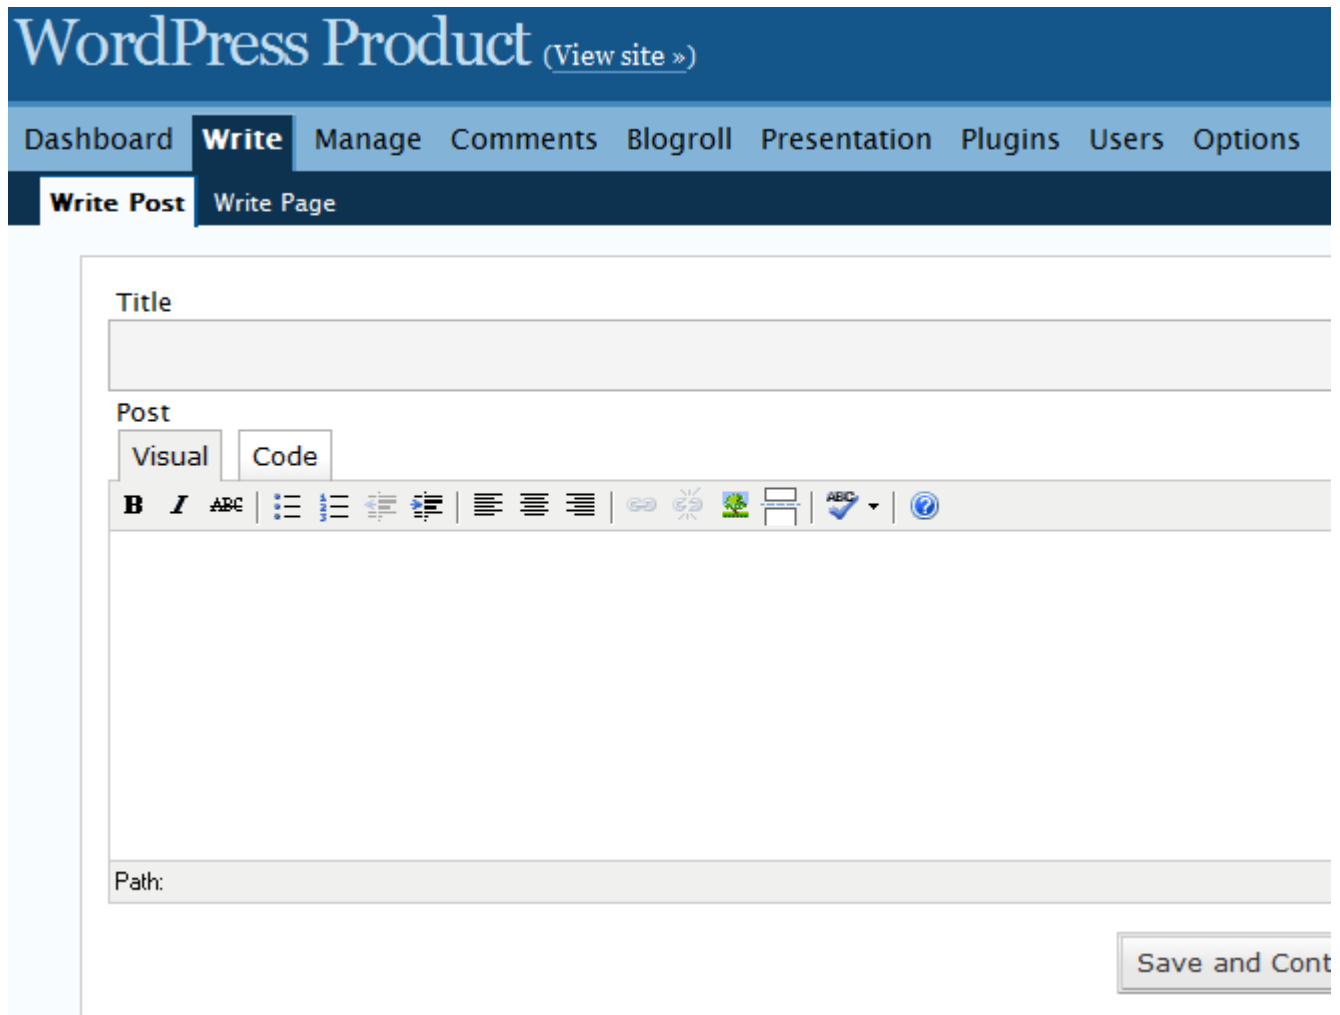 WordPress Product (View site »)
Dashboard Write Manage Comments Blogroll Presentation Plugins Users Options
Write Post Write Page
Title
Post
Visual Code
B I ABC ABC
Path:
Save and Cont